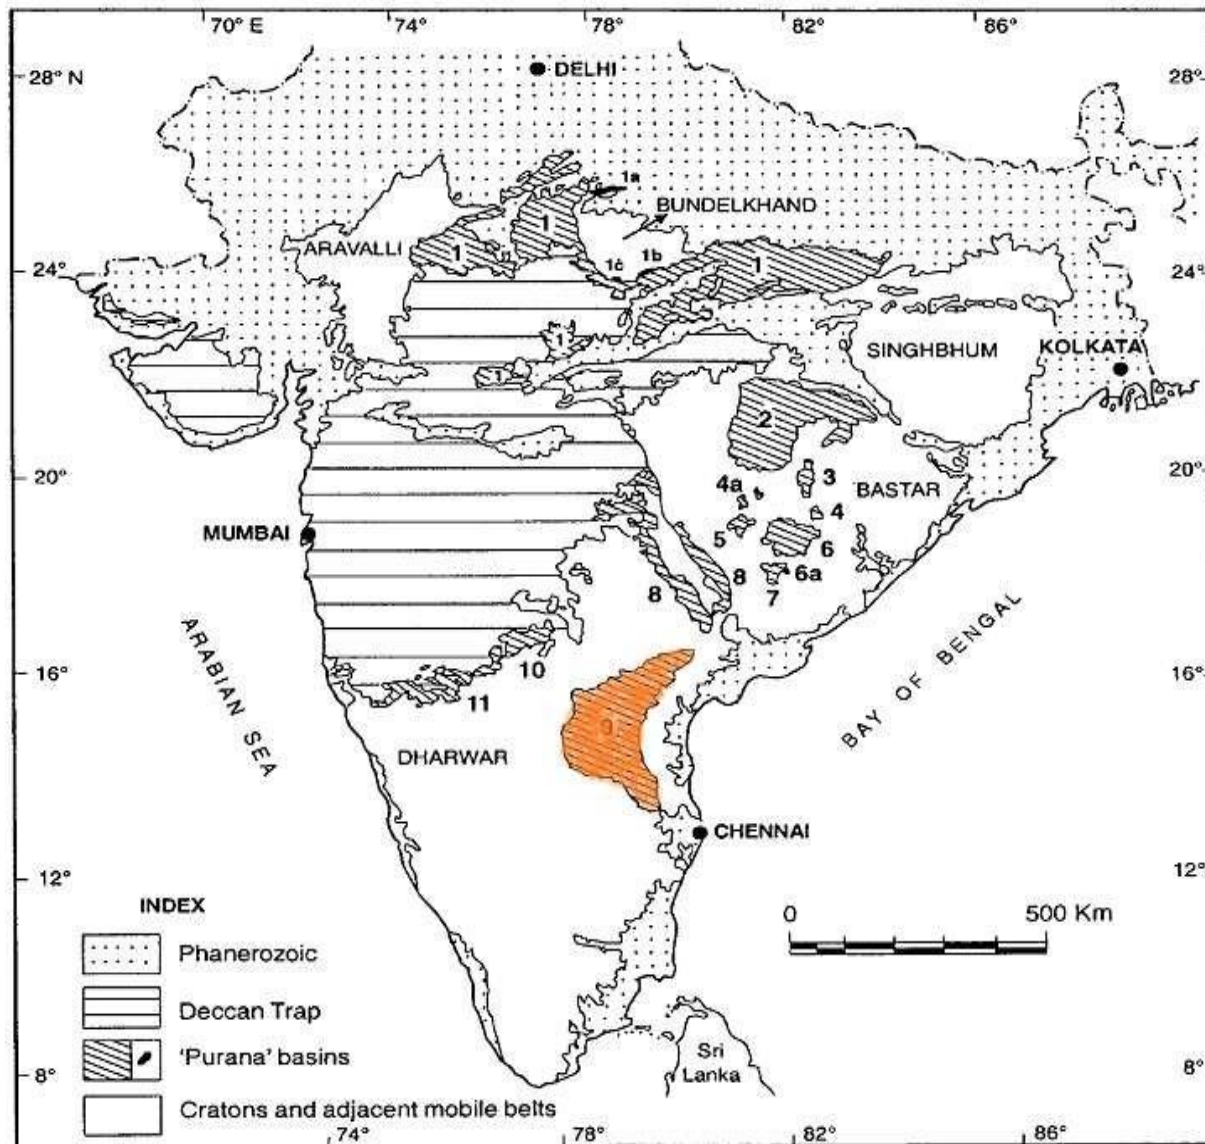 70° E
74°
78°
82°
86°
28° N
28°
DELHI
1a
BUNDELKHAND
1
ARAVALLI
1
1b
1c
1
24°
24°
1
SINGHBHUM
KOLKATA
1
2
20°
20°
3
4a
BASTAR
4
MUMBAI
5
6
8
6a
8
7
ARABIAN SEA
BAY OF BENGAL
10
16°
16°
11
9
DHARWAR
CHENNAI
12°
12°
INDEX
0
500 Km
Phanerozoic
Deccan Trap
'Purana' basins
Sri
Lanka
8°
8°
Cratons and adjacent mobile belts
74°
78°
82°
86°